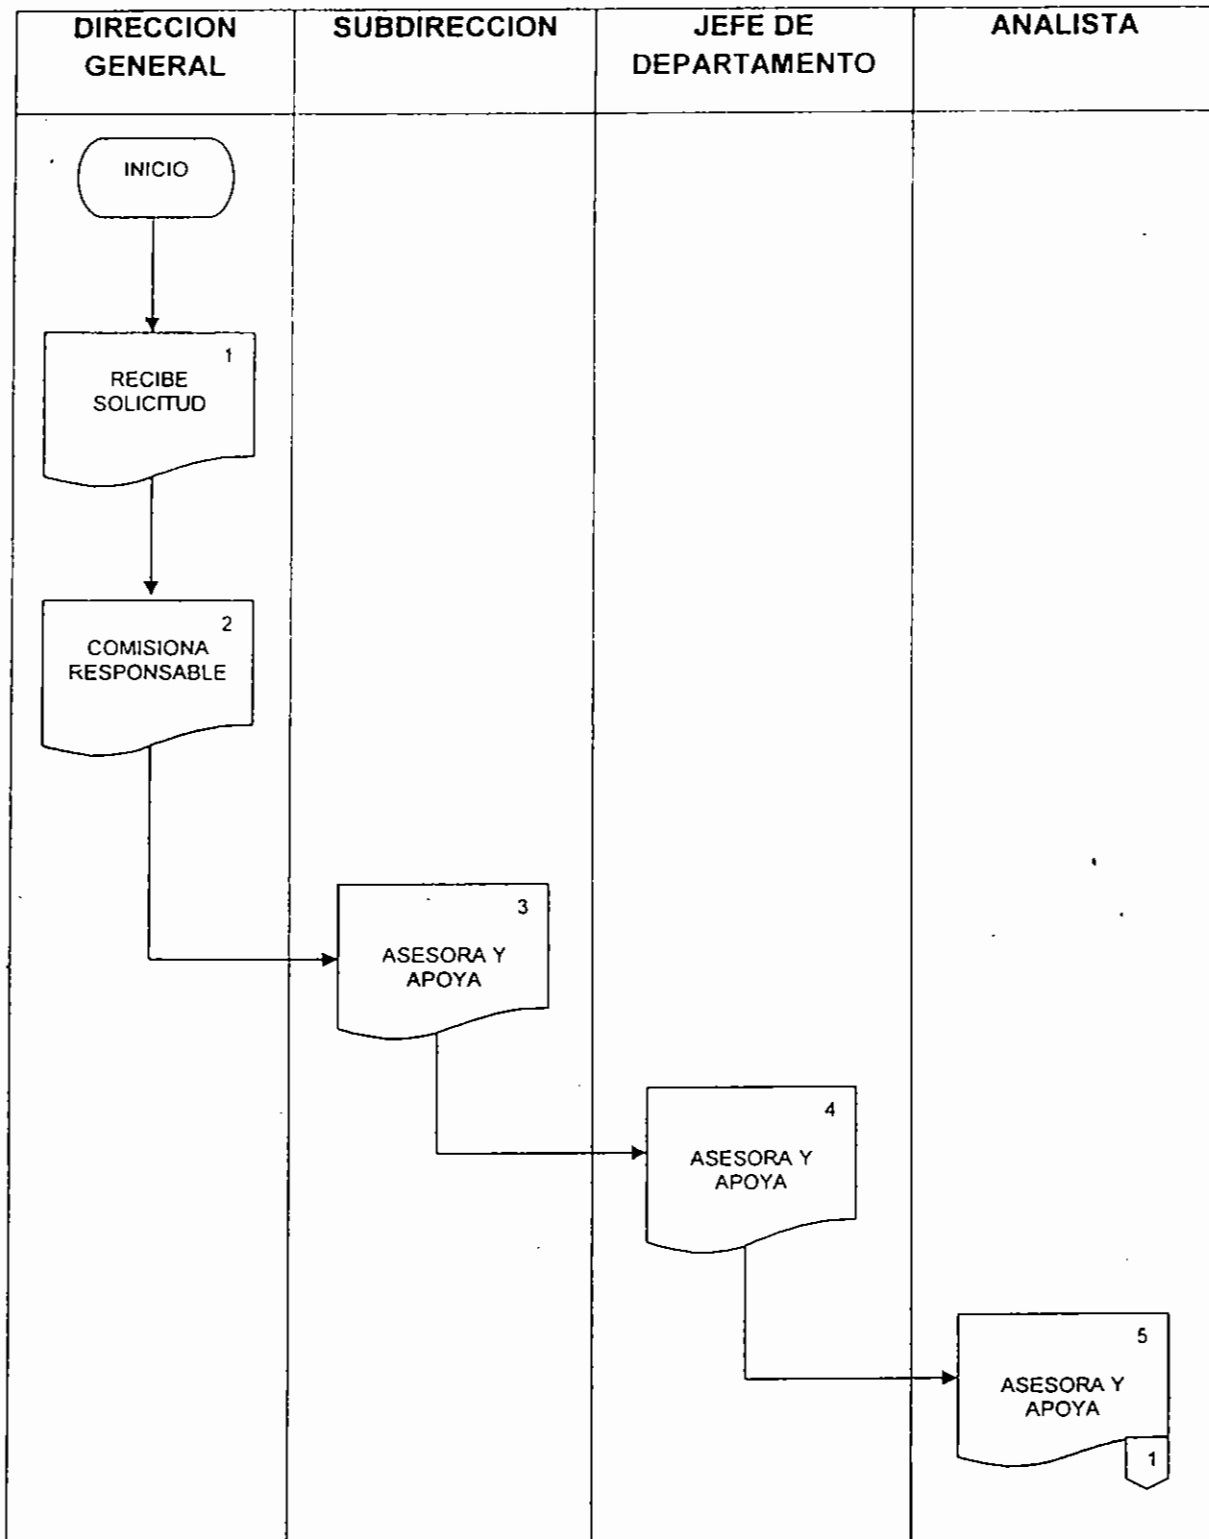 DIRECCION
GENERAL
SUBDIRECCION
JEFE DE
DEPARTAMENTO
ANALISTA
INICIO
1
RECIBE
SOLICITUD
2
COMISIONA
RESPONSABLE
3
ASESORA Y
APOYA
4
ASESORA Y
APOYA
5
ASESORA Y
APOYA
1